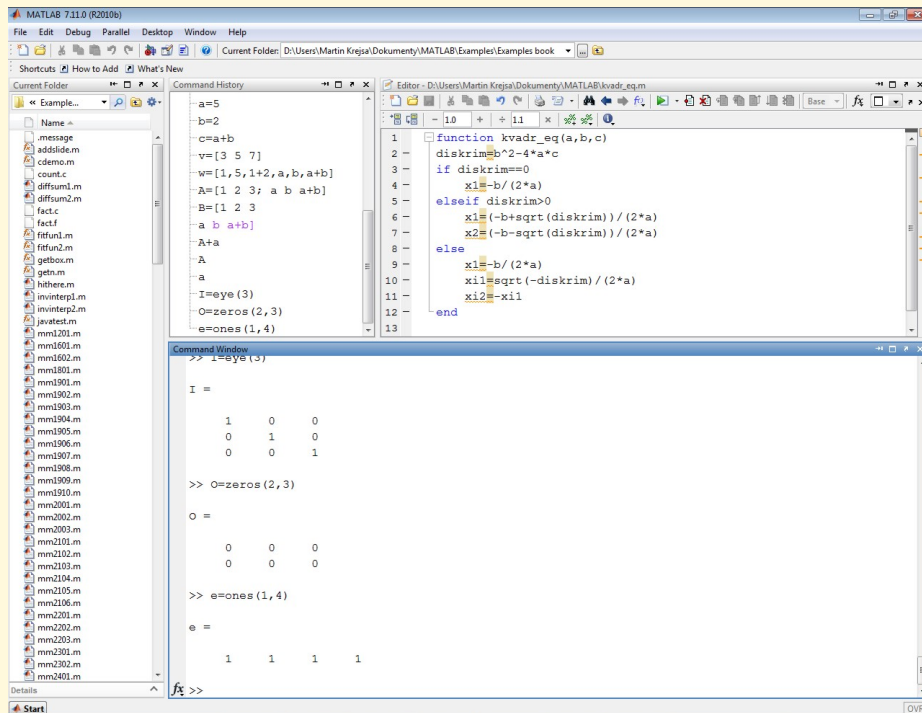 MATLAB 7.11.0 (R2010b)
File Edit Debug Parallel Desktop Window Help
Current Folder: D:\Users\Martin Krejsa\Dokumenty\MATLAB\Examples\Examples book
Shortcuts How to Add What's New
Current Folder
« Example...
Name
.message
addslide.m
cdemo.m
count.c
diffsum1.m
diffsum2.m
fact.c
fact.f
fitfun1.m
fitfun2.m
getbox.m
getn.m
hithere.m
invinterp1.m
invinterp2.m
javatest.m
mm1201.m
mm1601.m
mm1602.m
mm1801.m
mm1901.m
mm1902.m
mm1903.m
mm1904.m
mm1905.m
mm1906.m
mm1907.m
mm1908.m
mm1909.m
mm1910.m
mm2001.m
mm2002.m
mm2003.m
mm2101.m
mm2102.m
mm2103.m
mm2104.m
mm2105.m
mm2106.m
mm2201.m
mm2202.m
mm2203.m
mm2301.m
mm2302.m
mm2401.m
Details
Command History
a=5
b=2
c=a+b
v=[3 5 7]
w=[1,5,1+2,a,b,a+b]
A=[1 2 3; a b a+b]
B=[1 2 3
a b a+b]
A+a
A
a
I=eye(3)
O=zeros(2,3)
e=ones(1,4)
Editor - D:\Users\Martin Krejsa\Dokumenty\MATLAB\kvadr_eq.m
Base fx
- 1.0 + ÷ 1.1 ×
1 function kvadr_eq(a,b,c)
2 - diskrim=b^2-4*a*c
3 - if diskrim==0
4 - x1=-b/(2*a)
5 - elseif diskrim>0
6 - x1=(-b+sqrt(diskrim))/(2*a)
7 - x2=(-b-sqrt(diskrim))/(2*a)
8 - else
9 - x1=-b/(2*a)
10 - xi1=sqrt(-diskrim)/(2*a)
11 - xi2=-xi1
12 - end
13
Command Window
>> I=eye(3)
I =
1 0 0
0 1 0
0 0 1
>> O=zeros(2,3)
O =
0 0 0
0 0 0
>> e=ones(1,4)
e =
1 1 1 1
fx >>
Start
OVR